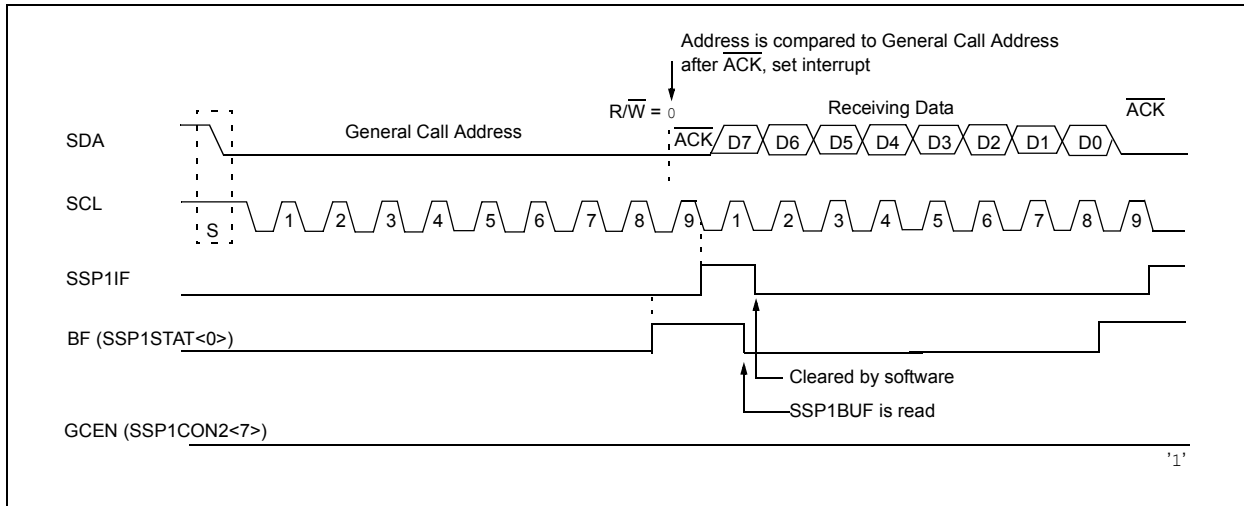 Address is compared to General Call Address
after ACK, set interrupt
R/W = 0
Receiving Data
ACK
SDA
General Call Address
ACK D7 D6 D5 D4 D3 D2 D1 D0
SCL
S
1 2 3 4 5 6 7 8 9 1 2 3 4 5 6 7 8 9
SSP1IF
BF (SSP1STAT<0>)
Cleared by software
SSP1BUF is read
GCEN (SSP1CON2<7>)
'1'